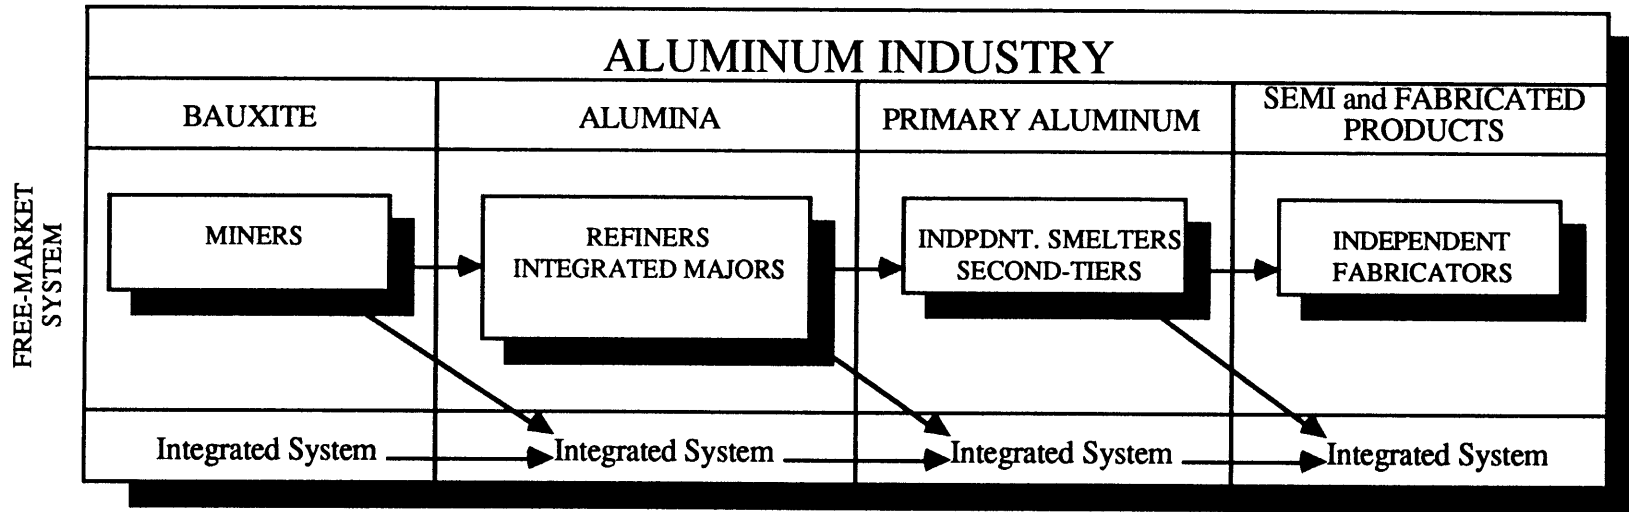 ALUMINUM INDUSTRY
BAUXITE
ALUMINA
PRIMARY ALUMINUM
SEMI and FABRICATED
PRODUCTS
FREE-MARKET
SYSTEM
MINERS
REFINERS
INTEGRATED MAJORS
INDPDNT. SMELTERS
SECOND-TIERS
INDEPENDENT
FABRICATORS
Integrated System
Integrated System
Integrated System
Integrated System